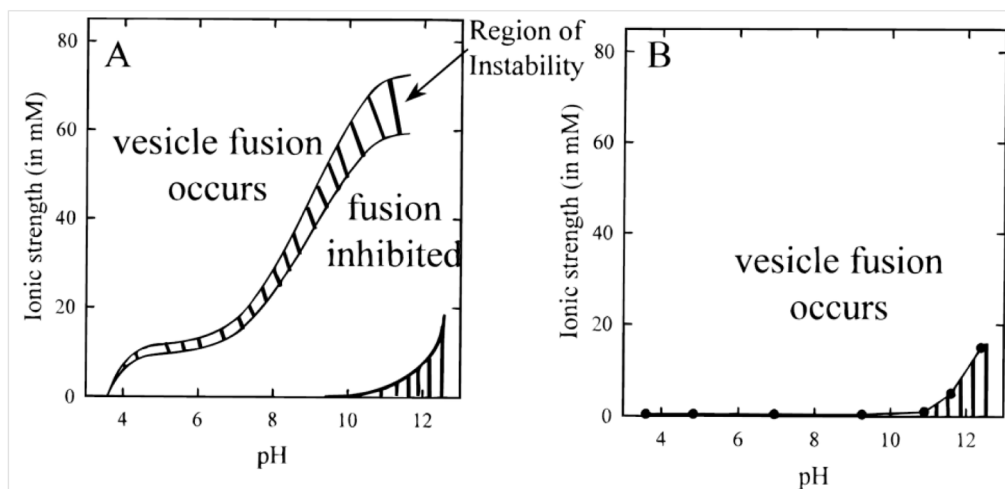 A
Region of
Instability
vesicle fusion
occurs
fusion
inhibited
Ionic strength (in mM)
80
60
40
20
0
4
6
8
10
12
pH
B
vesicle fusion
occurs
Ionic strength (in mM)
80
60
40
20
0
4
6
8
10
12
pH